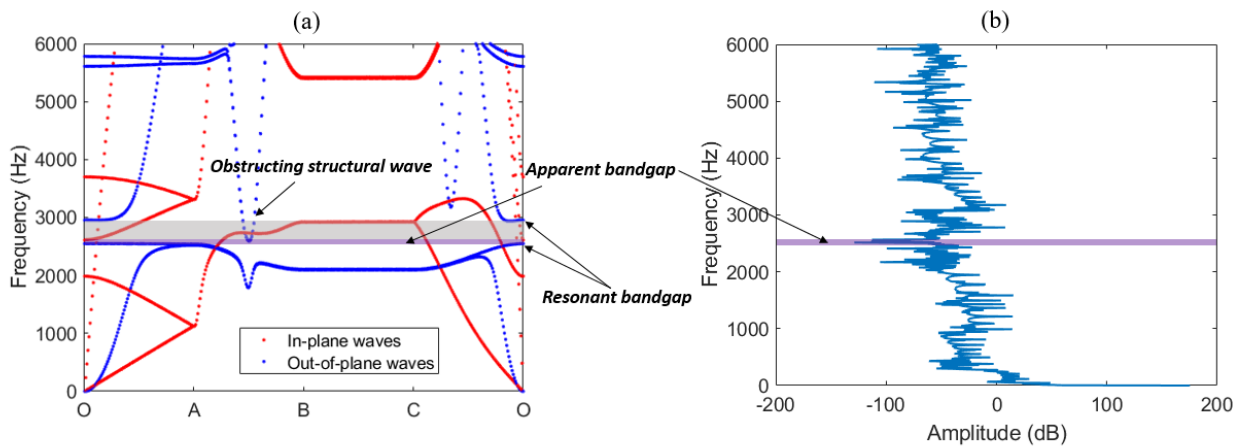 (a)
6000
5000
4000
3000
2000
1000
0
Frequency (Hz)
O
A
B
C
O
Obstructing structural wave
In-plane waves
Out-of-plane waves
Apparent bandgap
Resonant bandgap
(b)
6000
5000
4000
3000
2000
1000
0
Frequency (Hz)
-200
-100
0
100
200
Amplitude (dB)